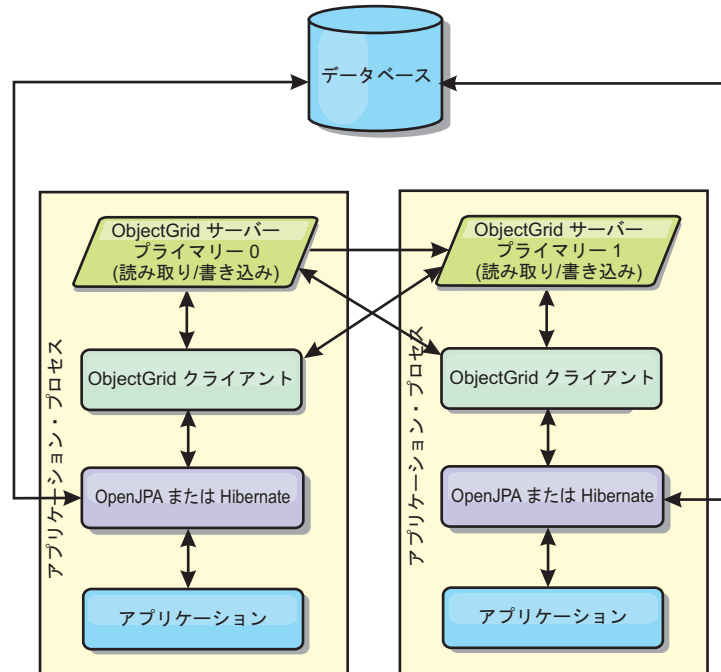 データベース
ObjectGrid サーバー
プライマリー 0
(読み取り/書き込み)
ObjectGrid クライアント
OpenJPA または Hibernate
アプリケーション
アプリケーション・プロセス
ObjectGrid サーバー
プライマリー 1
(読み取り/書き込み)
ObjectGrid クライアント
OpenJPA または Hibernate
アプリケーション
アプリケーション・プロセス